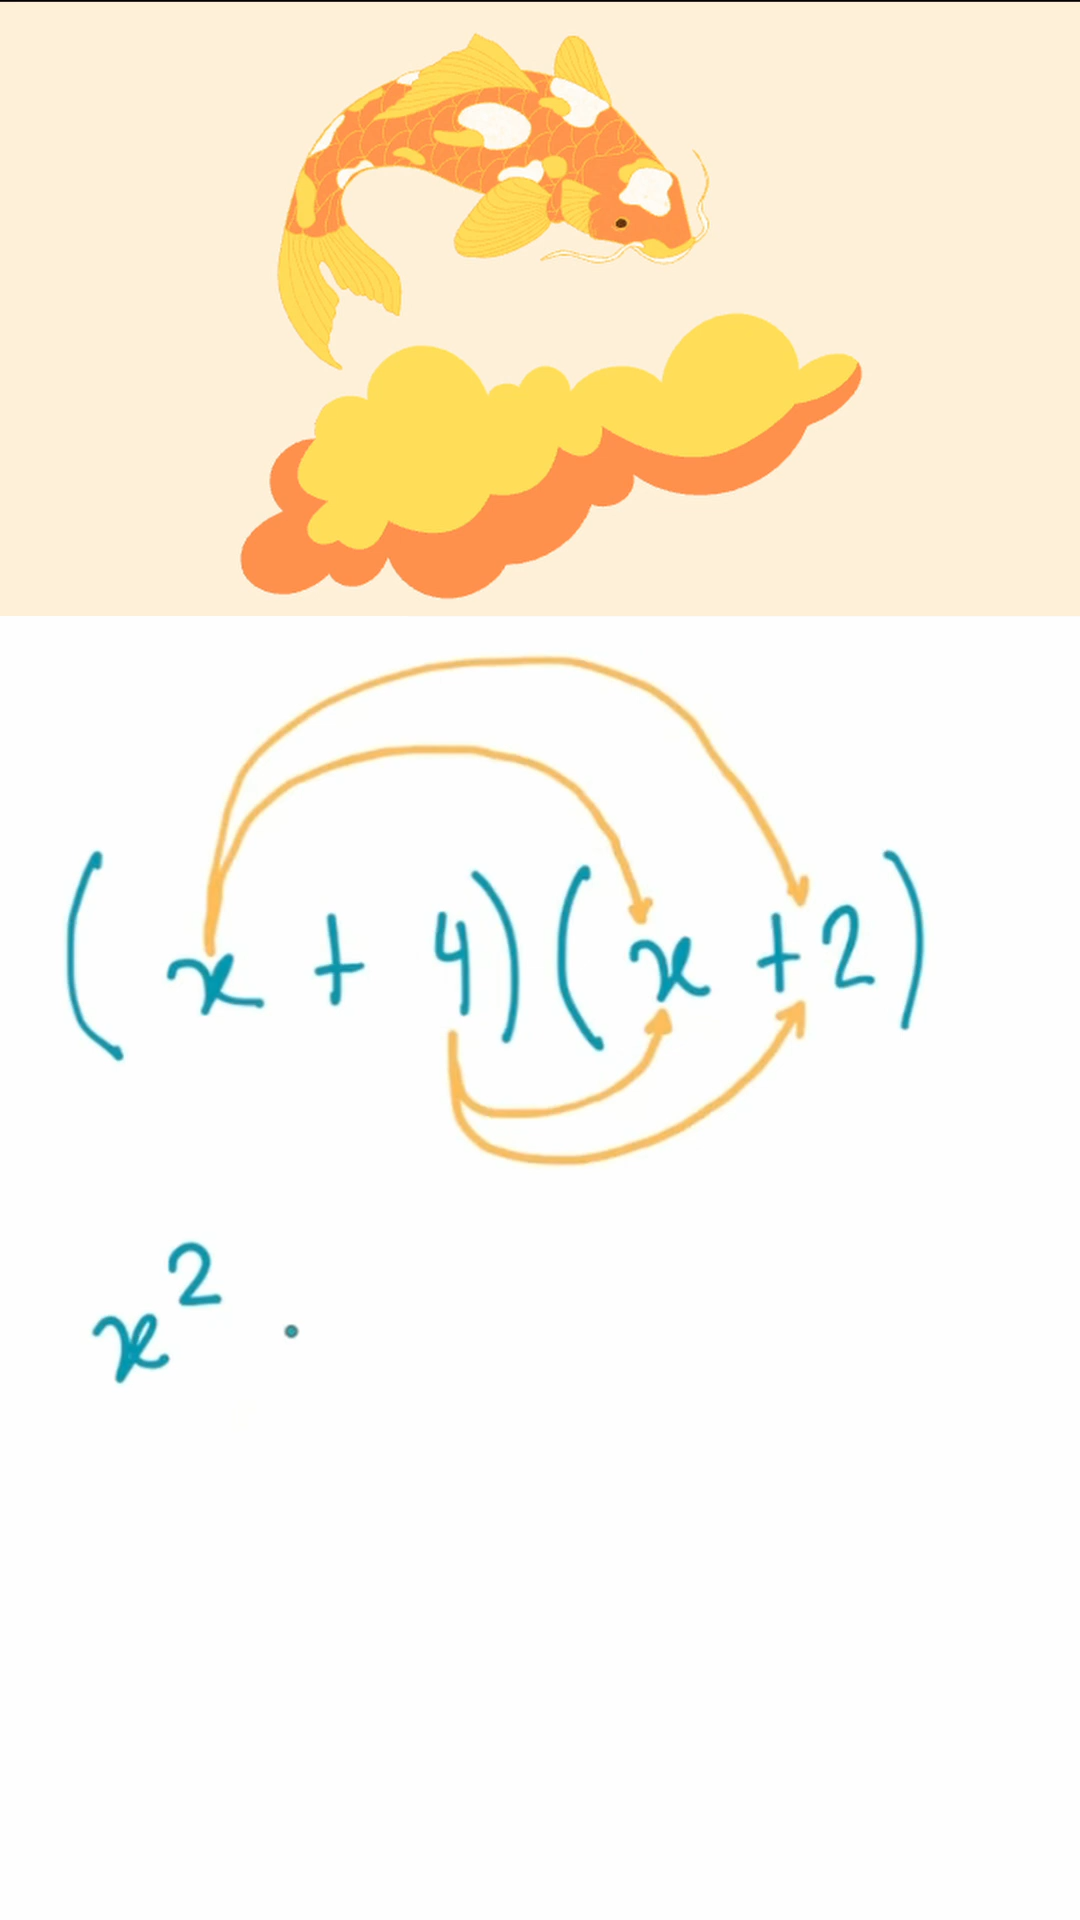 (x + 4)(x + 2)
x²